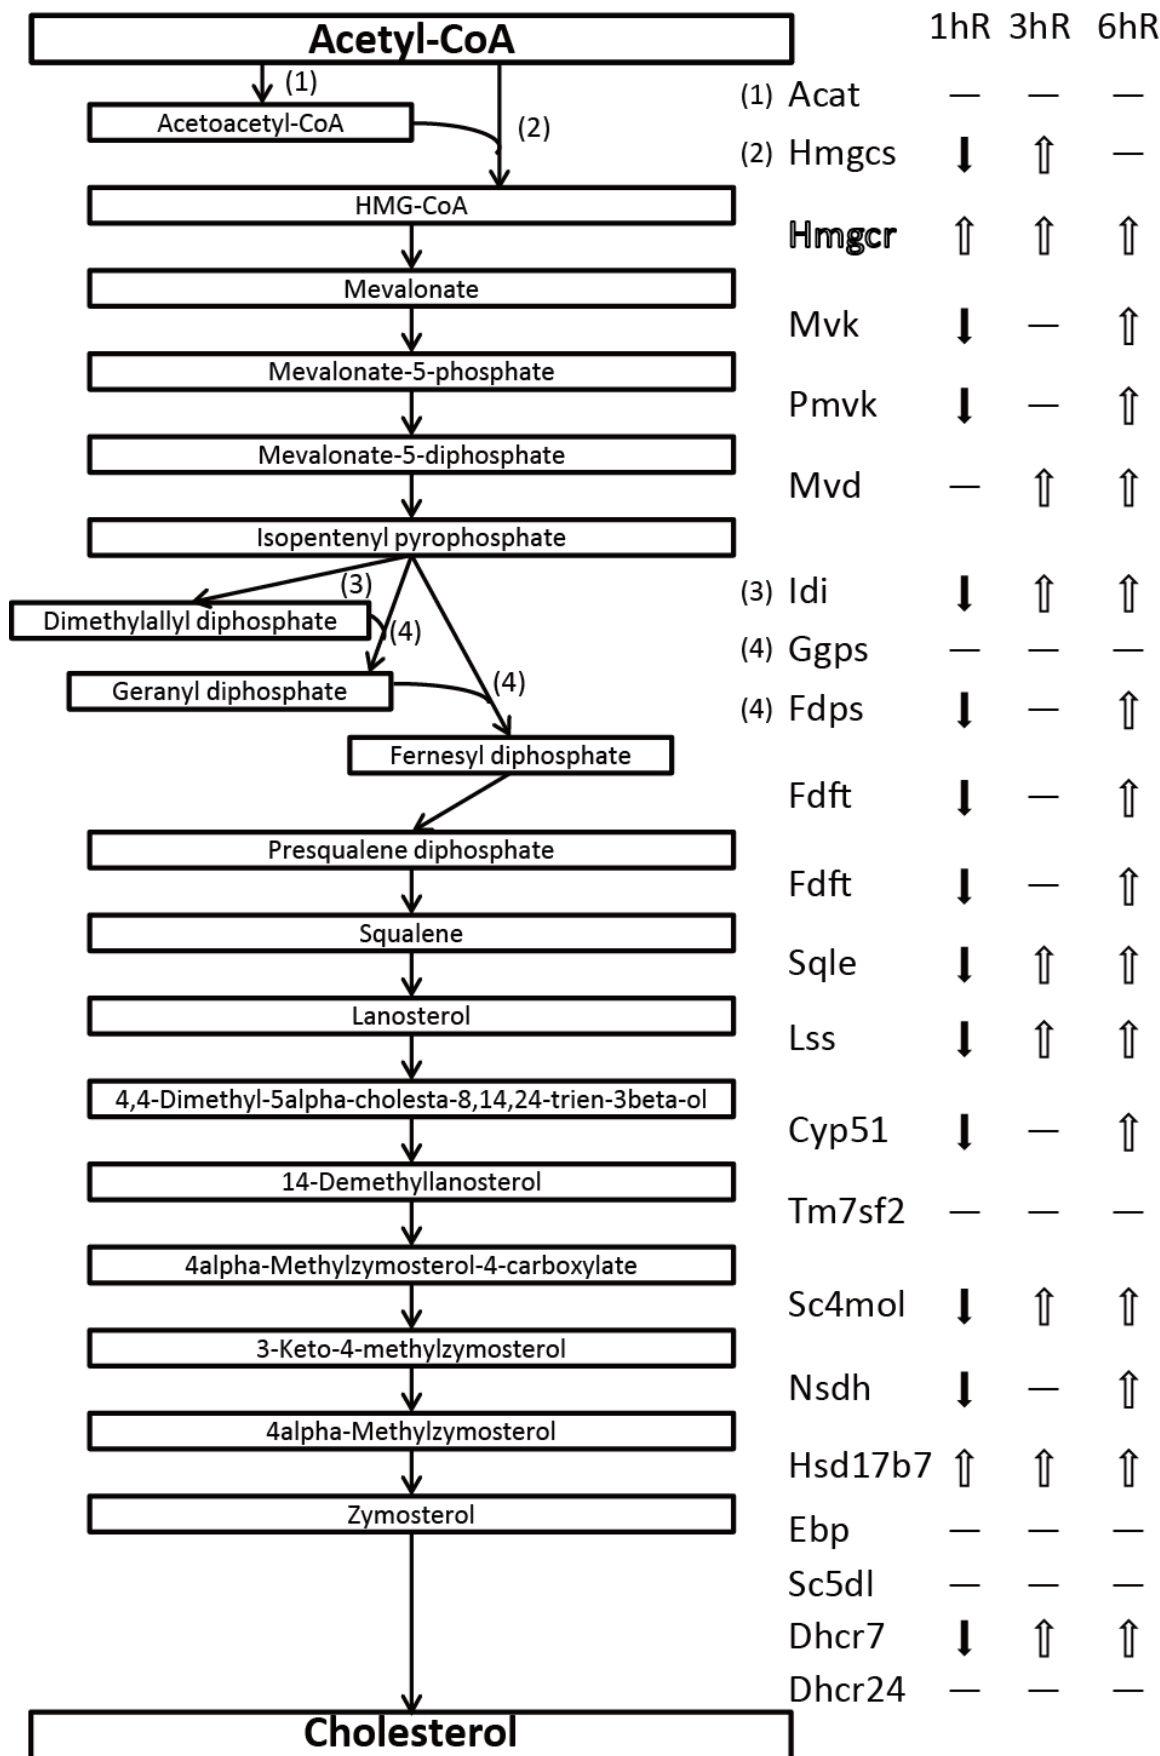 Acetyl-CoA
1hR 3hR 6hR
(1)
(1) Acat — — —
Acetoacetyl-CoA
(2)
(2) Hmgcs ⬇ ⇧ —
HMG-CoA
Hmgcr ⇧ ⇧ ⇧
Mevalonate
Mvk ⬇ — ⇧
Mevalonate-5-phosphate
Pmvk ⬇ — ⇧
Mevalonate-5-diphosphate
Mvd — ⇧ ⇧
Isopentenyl pyrophosphate
(3)
(3) Idi ⬇ ⇧ ⇧
Dimethylallyl diphosphate
(4)
(4) Ggps — — —
Geranyl diphosphate
(4)
(4) Fdps ⬇ — ⇧
Fernesyl diphosphate
Fdft ⬇ — ⇧
Presqualene diphosphate
Fdft ⬇ — ⇧
Squalene
Sqle ⬇ ⇧ ⇧
Lanosterol
Lss ⬇ ⇧ ⇧
4,4-Dimethyl-5alpha-cholesta-8,14,24-trien-3beta-ol
Cyp51 ⬇ — ⇧
14-Demethyllanosterol
Tm7sf2 — — —
4alpha-Methylzymosterol-4-carboxylate
Sc4mol ⬇ ⇧ ⇧
3-Keto-4-methylzymosterol
Nsdh ⬇ — ⇧
4alpha-Methylzymosterol
Hsd17b7 ⇧ ⇧ ⇧
Zymosterol
Ebp — — —
Sc5dl — — —
Dhcr7 ⬇ ⇧ ⇧
Dhcr24 — — —
Cholesterol